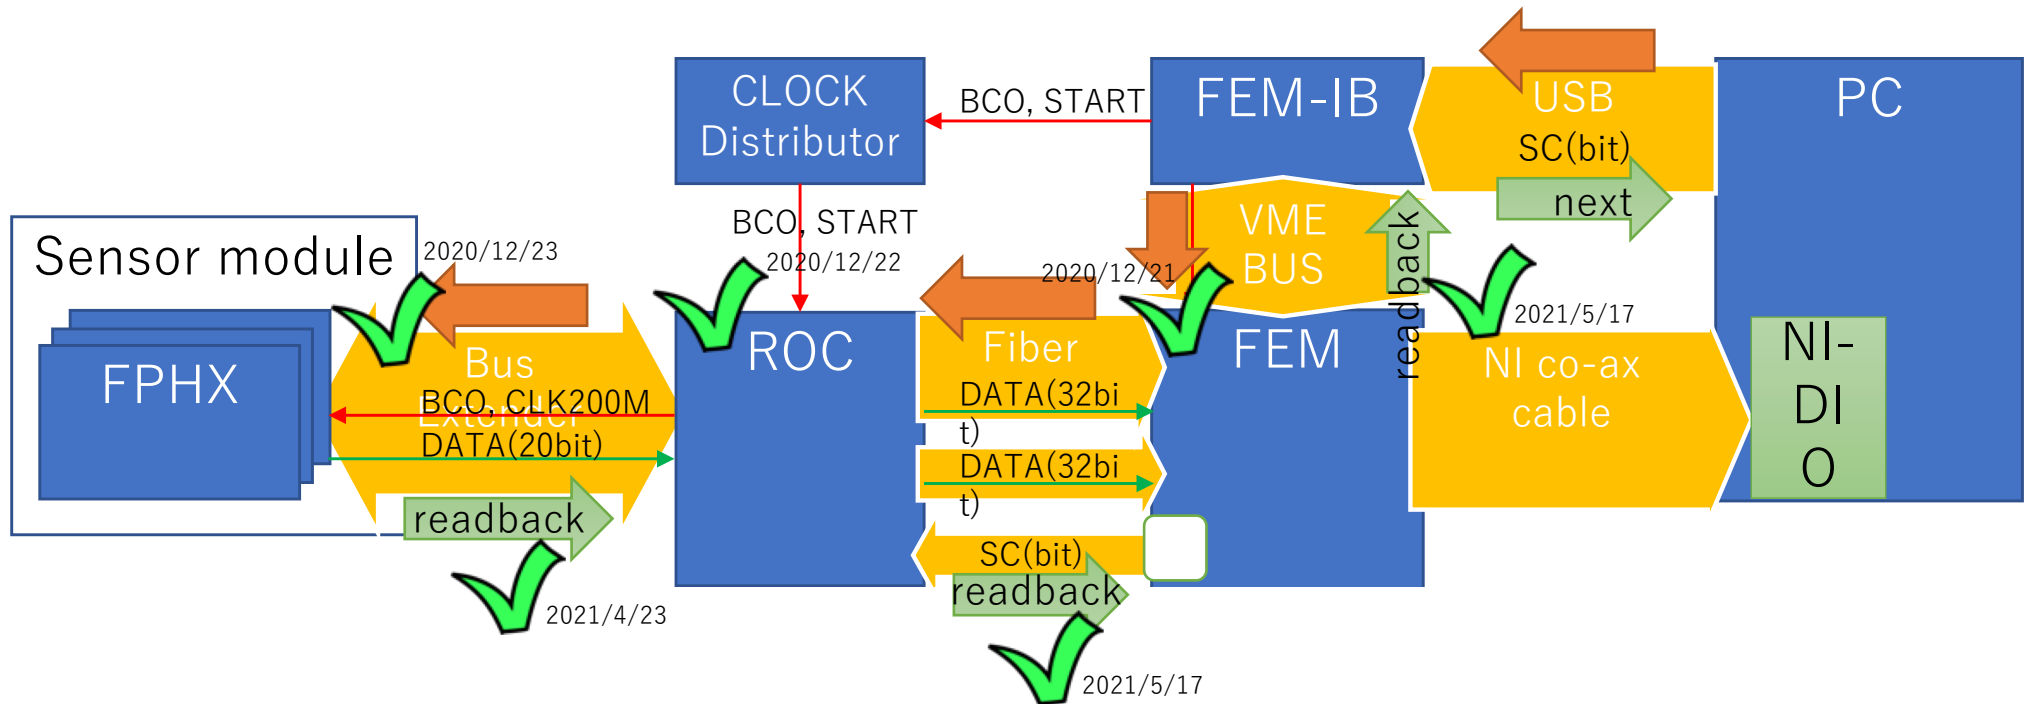 CLOCK
Distributor
BCO, START
FEM-IB
USB
SC(bit)
next
PC
BCO, START
2020/12/22
VME
BUS
readback
Sensor module
2020/12/23
2020/12/21
2021/5/17
FPHX
Bus
Extender
BCO, CLK200M
DATA(20bit)
readback
2021/4/23
ROC
Fiber
DATA(32bi
t)
DATA(32bi
t)
SC(bit)
readback
2021/5/17
FEM
NI co-ax
cable
NI-
DI
O